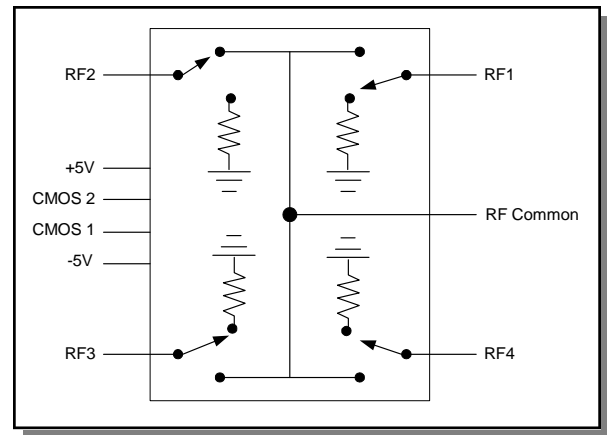 RF2
RF1
+5V
CMOS 2
RF Common
CMOS 1
-5V
RF3
RF4